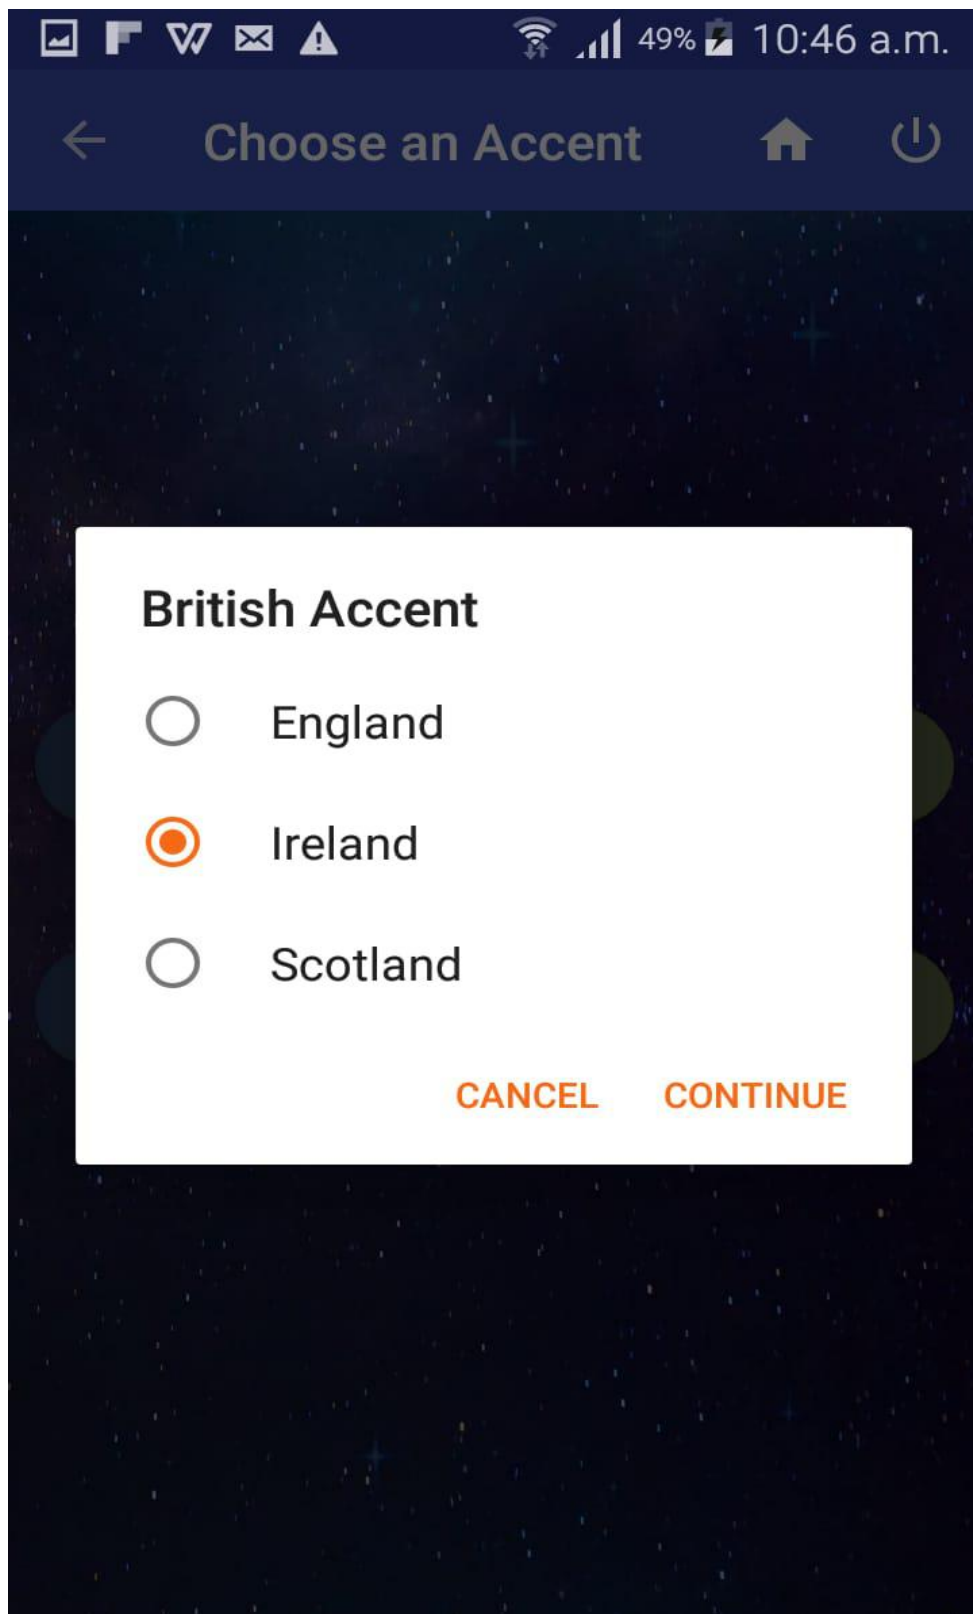 49% 10:46 a.m.
Choose an Accent
British Accent
England
Ireland
Scotland
CANCEL CONTINUE